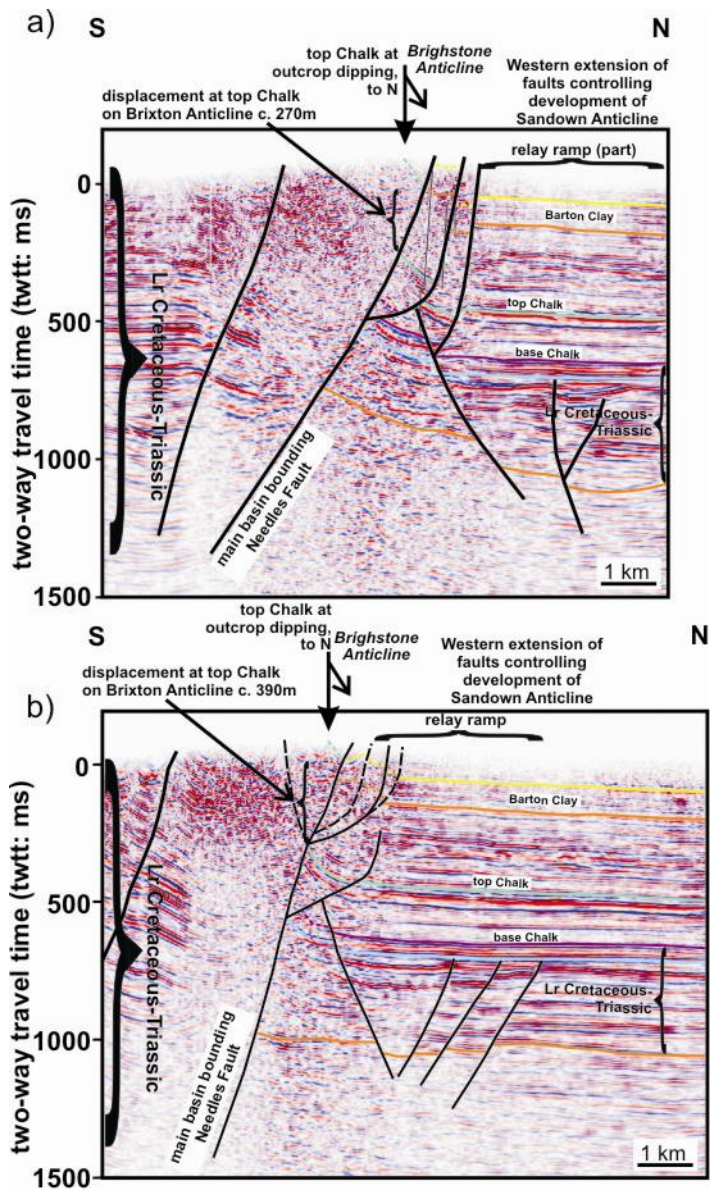 a)
S
N
top Chalk at
outcrop dipping,
to N
Brighstone
Anticline
Western extension of
faults controlling
development of
Sandown Anticline
displacement at top Chalk
on Brixton Anticline c. 270m
relay ramp (part)
two-way travel time (twtt: ms)
0
500
1000
1500
Lr Cretaceous-Triassic
Barton Clay
top Chalk
base Chalk
Lr Cretaceous-
Triassic
main basin bounding
Needles Fault
1 km
b)
S
N
top Chalk at
outcrop dipping,
to N
Brighstone
Anticline
Western extension of
faults controlling
development of
Sandown Anticline
displacement at top Chalk
on Brixton Anticline c. 390m
relay ramp
two-way travel time (twtt: ms)
0
500
1000
1500
Lr Cretaceous-Triassic
Barton Clay
top Chalk
base Chalk
Lr Cretaceous-
Triassic
main basin bounding
Needles Fault
1 km